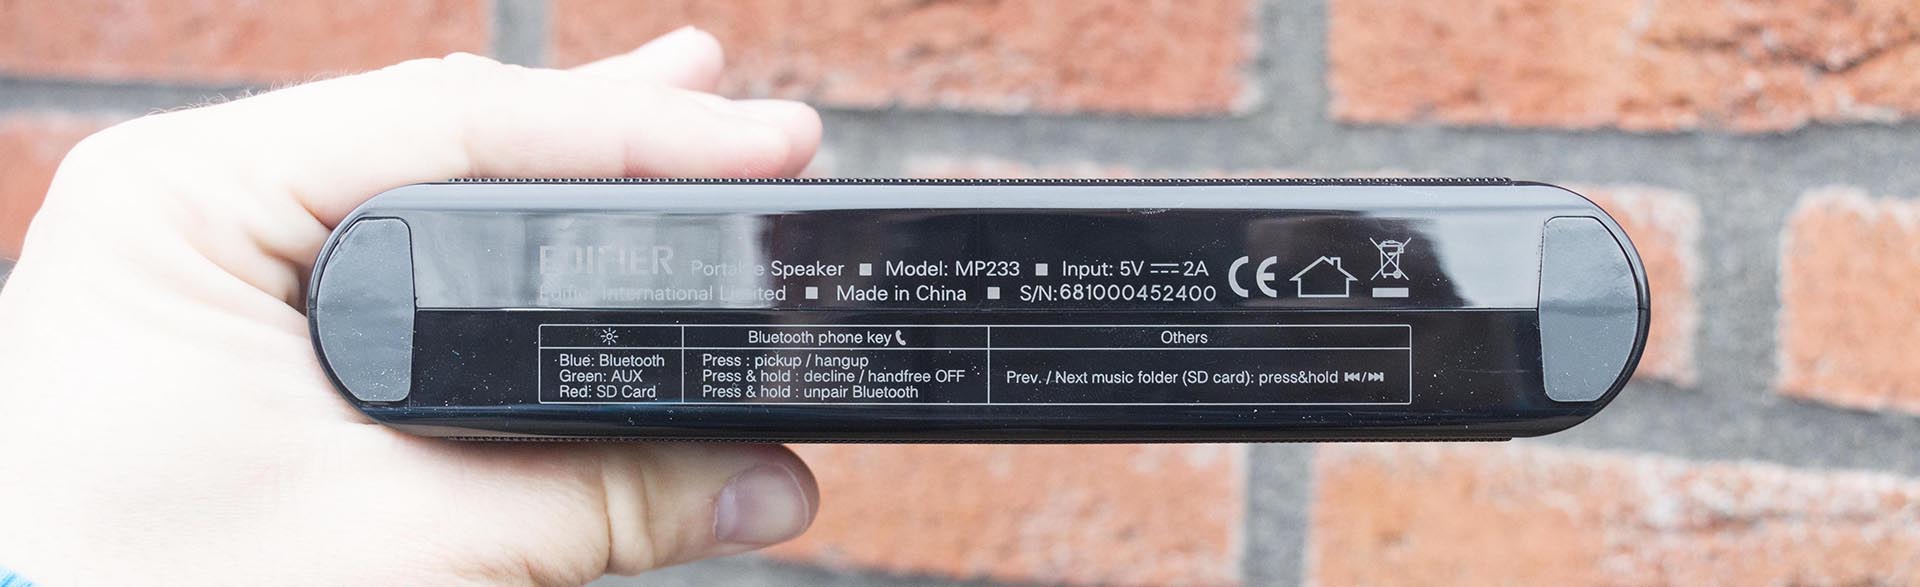 EDIFIER Portable Speaker ■ Model: MP233 ■ Input: 5V ⎓ 2A
Edifier International Limited ■ Made in China ■ S/N:681000452400
CE
Bluetooth phone key
Others
Blue: Bluetooth
Green: AUX
Red: SD Card
Press : pickup / hangup
Press & hold : decline / handfree OFF
Press & hold : unpair Bluetooth
Prev. / Next music folder (SD card): press&hold ⏮/⏭